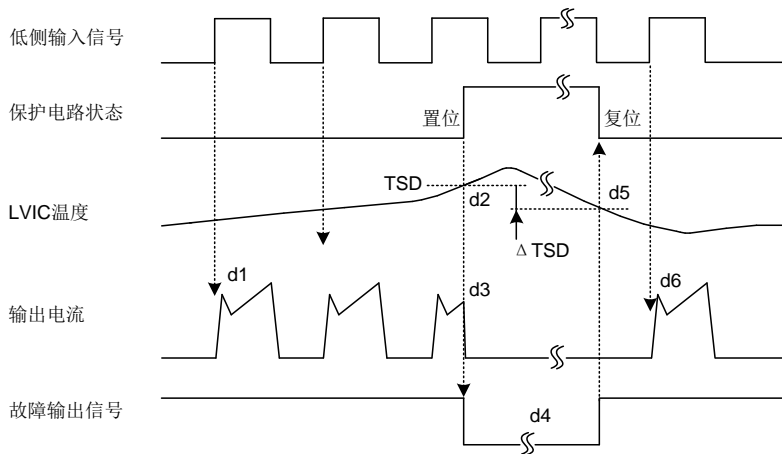 低侧输入信号
保护电路状态
置位
复位
TSD
d2
d5
LVIC温度
Δ TSD
d1
d3
d6
输出电流
d4
故障输出信号